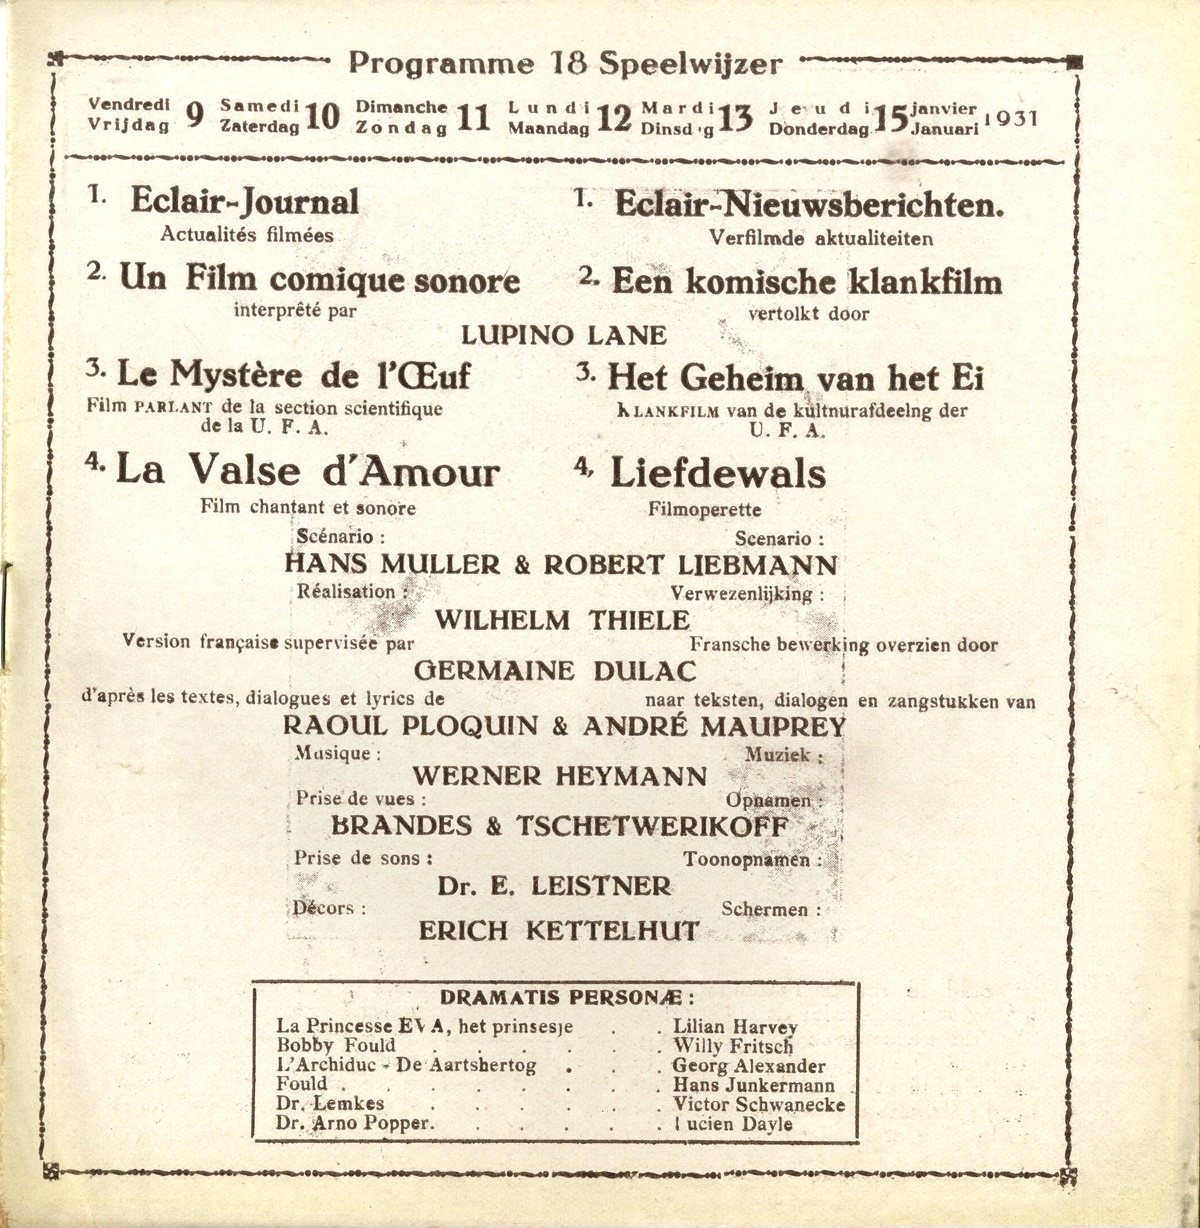 Programme 18 Speelwijzer
Vendredi 9 Samedi 10 Dimanche 11 Lundi 12 Mardi 13 Jeudi 15 janvier 1931
Vrijdag Zaterdag Zondag Maandag Dinsd'g Donderdag Januari
1. Eclair-Journal 1. Eclair-Nieuwsberichten.
Actualités filmées Verfilmde aktualiteiten
2. Un Film comique sonore 2. Een komische klankfilm
interprêté par vertolkt door
LUPINO LANE
3. Le Mystère de l'Œuf 3. Het Geheim van het Ei
Film PARLANT de la section scientifique KLANKFILM van de kultnurafdeelng der
de la U. F. A. U. F. A.
4. La Valse d'Amour 4, Liefdewals
Film chantant et sonore Filmoperette
Scénario : Scenario :
HANS MULLER & ROBERT LIEBMANN
Réalisation : Verwezenlijking :
WILHELM THIELE
Version française supervisée par Fransche bewerking overzien door
GERMAINE DULAC
d'après les textes, dialogues et lyrics de naar teksten, dialogen en zangstukken van
RAOUL PLOQUIN & ANDRÉ MAUPREY
Musique : Muziek :
WERNER HEYMANN
Prise de vues : Opnamen :
BRANDES & TSCHETWERIKOFF
Prise de sons : Toonopnamen :
Dr. E. LEISTNER
Décors : Schermen :
ERICH KETTELHUT
DRAMATIS PERSONÆ :
La Princesse EVA, het prinsesje . . Lilian Harvey
Bobby Fould . . . . . . Willy Fritsch
L'Archiduc - De Aartshertog . . . Georg Alexander
Fould . . . . . . . . Hans Junkermann
Dr. Lemkes . . . . . . Victor Schwanecke
Dr. Arno Popper. . . . . . Lucien Dayle